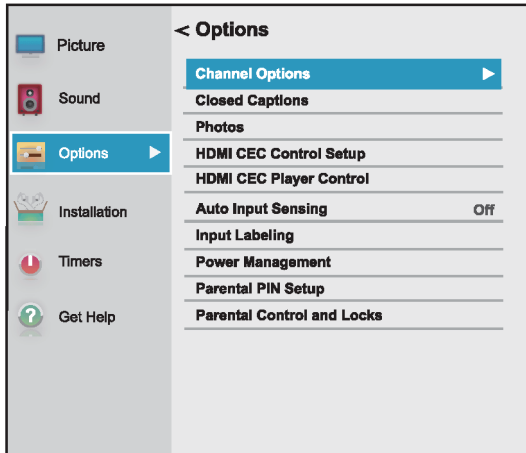 Picture
Sound
Options
Installation
Timers
Get Help
< Options
Channel Options
Closed Captions
Photos
HDMI CEC Control Setup
HDMI CEC Player Control
Auto Input Sensing Off
Input Labeling
Power Management
Parental PIN Setup
Parental Control and Locks